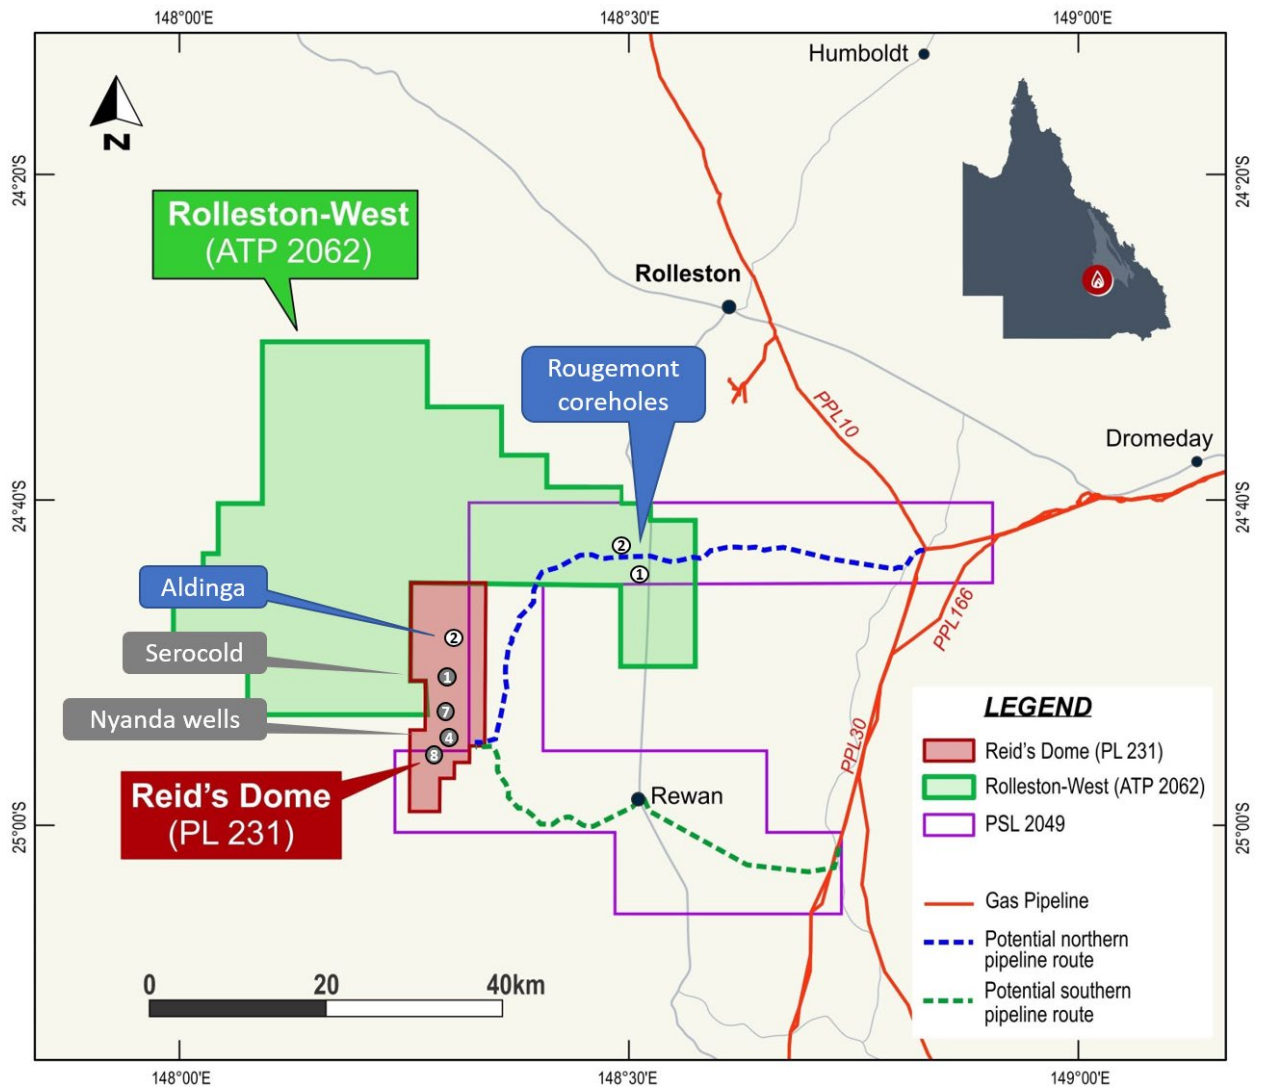 148°00'E
148°30'E
149°00'E
Humboldt
N
24°20'S
24°20'S
Rolleston-West
(ATP 2062)
Rolleston
Rougemont
coreholes
PPL10
Dromeday
24°40'S
24°40'S
2
1
Aldinga
2
Serocold
1
PPL166
7
Nyanda wells
4
8
PPL30
Reid's Dome
(PL 231)
Rewan
25°00'S
25°00'S
LEGEND
Reid's Dome (PL 231)
Rolleston-West (ATP 2062)
PSL 2049
Gas Pipeline
Potential northern
pipeline route
Potential southern
pipeline route
0
20
40km
148°00'E
148°30'E
149°00'E